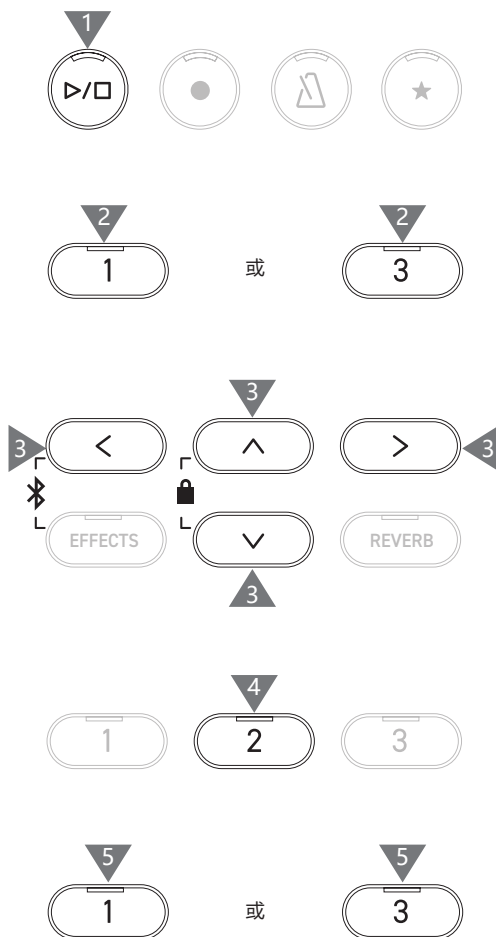 1
▷/□ ● ★
2 2
1 或 3
3
3 < ∧ > 3
EFFECTS ∨ REVERB
3
4
1 2 3
5 5
1 或 3